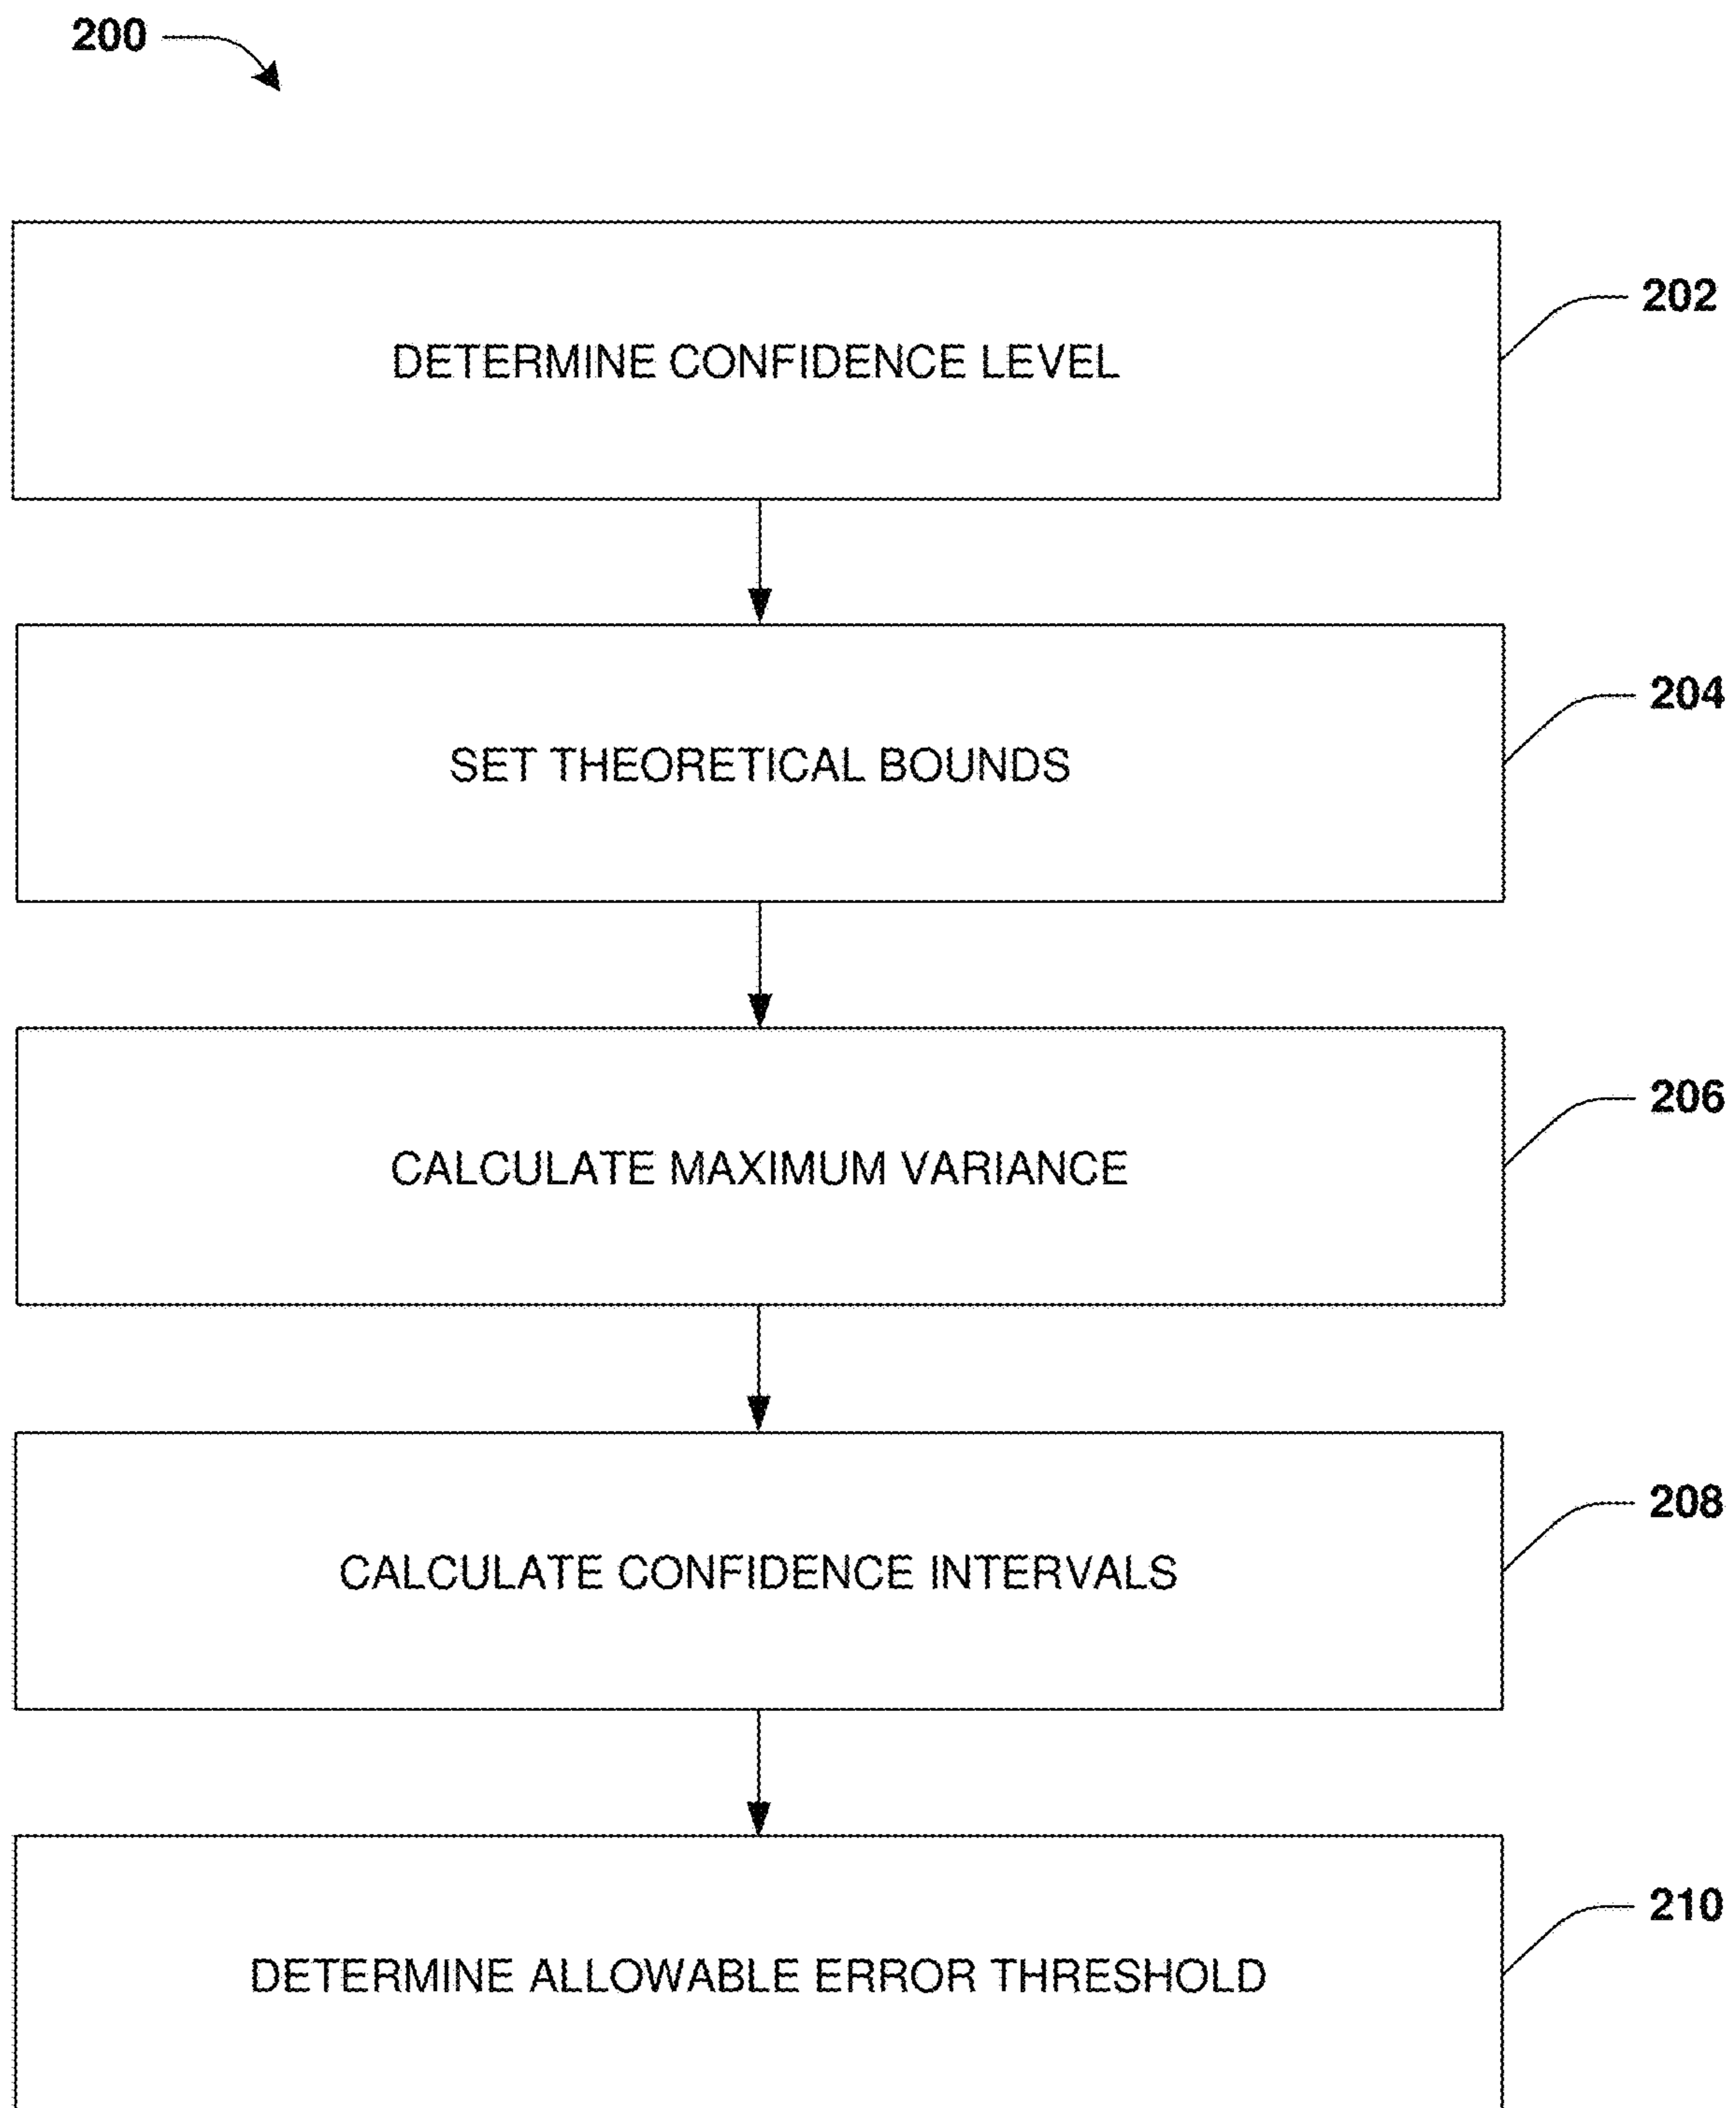 200
202
DETERMINE CONFIDENCE LEVEL
204
SET THEORETICAL BOUNDS
206
CALCULATE MAXIMUM VARIANCE
208
CALCULATE CONFIDENCE INTERVALS
210
DETERMINE ALLOWABLE ERROR THRESHOLD